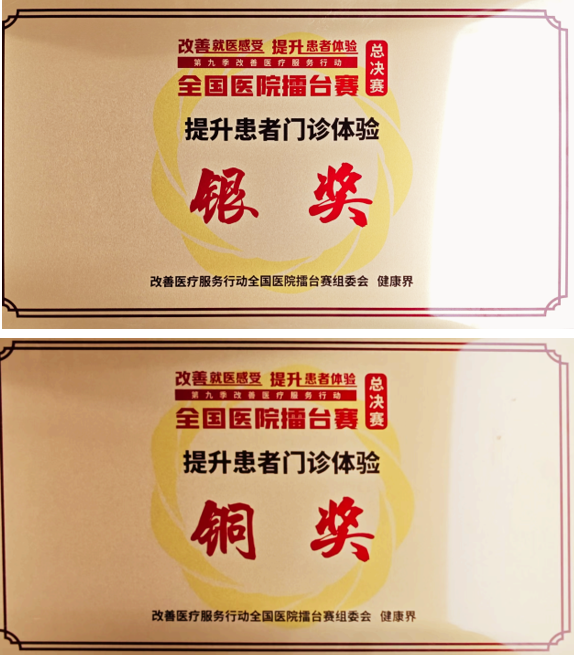 改善就医感受 提升患者体验
第九季改善医疗服务行动
全国医院擂台赛
总决赛
提升患者门诊体验
银奖
改善医疗服务行动全国医院擂台赛组委会 健康界
改善就医感受 提升患者体验
第九季改善医疗服务行动
全国医院擂台赛
总决赛
提升患者门诊体验
铜奖
改善医疗服务行动全国医院擂台赛组委会 健康界